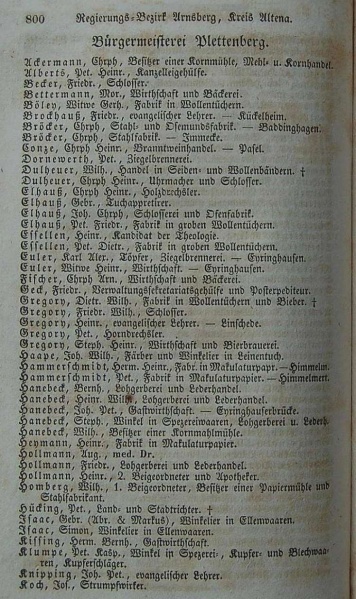 800 Regierungs-Bezirk Arnsberg, Kreis Altena.
Bürgermeisterei Plettenberg.
Ackermann, Chrph, Besitzer einer Kornmühle, Mehl- u. Kornhandel.
Alberts, Pet. Heinr., Kanzleigehülfe.
Becker, Friedr., Schlosser.
Bettermann, Mor., Wirthschaft und Bäckerei.
Böley, Witwe Gerh., Fabrik in Wollentüchern.
Brockhauß, Friedr., evangelischer Lehrer. — Kückelheim.
Bröcker, Chrph, Stahl- und Osemundsfabrik. — Baddinghagen.
Bröcker, Chrph, Stahlfabrik. — Immecke.
Conze, Chrph Heinr., Branntweinhandel. — Pasel.
Dornewerth, Pet., Ziegelbrennerei.
Dulheuer, Wilh., Handel in Seiden- und Wollenbändern. †
Dulheuer, Chrph Heinr., Uhrmacher und Schlosser.
Elhauß, Chrph Heinr., Holzdrechsler.
Elhauß, Gebr., Tuchappretirer.
Elhauß, Joh. Chrph, Schlosserei und Ofenfabrik.
Elhauß, Pet. Friedr., Fabrik in groben Wollentüchern.
Essellen, Heinr., Kandidat der Theologie.
Essellen, Pet. Dietr., Fabrik in groben Wollentüchern.
Euler, Karl Alex., Töpfer, Ziegelbrennerei. — Eyringhausen.
Euler, Witwe Heinr., Wirthschaft. — Eyringhausen.
Fischer, Chrph Arn., Wirthschaft und Bäckerei.
Geck, Friedr., Verwaltungssekretariatsgehülfe und Postexpediteur.
Gregory, Dietr. Wilh., Fabrik in Wollentüchern und Bieber. †
Gregory, Friedr. Wilh., Schlosser.
Gregory, Heinr., evangelischer Lehrer. — Linschede.
Gregory, Pet., Horndrechsler.
Gregory, Steph. Heinr., Wirthschaft und Bierbrauerei.
Haape, Joh. Wilh., Färber und Winkelier in Leinentuch.
Hammerschmidt, Herm. Heinr., Fabr. in Makulaturpapr. — Himmelm.
Hammerschmidt, Pet., Fabrik in Makulaturpapier. — Himmelmert.
Hanebeck, Bernh., Lohgerberei und Lederhandel.
Hanebeck, Heinr. Wilh., Lohgerberei und Lederhandel.
Hanebeck, Joh. Pet., Gastwirthschaft. — Eyringhauserbrücke.
Hanebeck, Steph., Winkel in Spezereiwaaren, Lohgerberei u. Lederh.
Hanebeck, Wilh., Besitzer einer Kornmahlmühle.
Heymann, Heinr., Fabrik in Makulaturpapier.
Hollmann, Aug., med. Dr.
Hollmann, Friedr., Lohgerberei und Lederhandel.
Hollmann, Heinr., 2. Beigeordneter und Apotheker.
Homberg, Wilh., 1. Beigeordneter, Besitzer einer Papiermühle und
Stahlfabrikant.
Hücking, Pet., Land- und Stadtrichter. †
Isaac, Gebr. (Abr. & Markus), Winkelier in Ellenwaaren.
Isaac, Simon, Winkelier in Ellenwaaren.
Kissing, Herm. Bernh., Gastwirthschaft.
Klumpe, Pet. Kasp., Winkel in Spezerei-, Kupfer- und Blechwaa-
ren, Kupferschläger.
Knipping, Joh. Pet., evangelischer Lehrer.
Koch, Jos., Strumpfwirker.